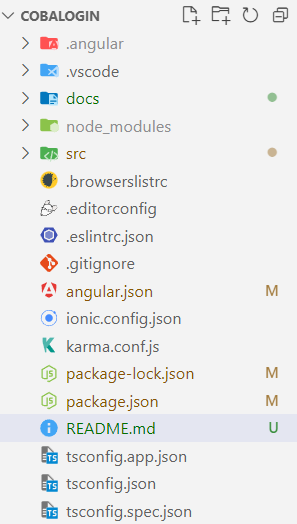 COBALOGIN
.angular
.vscode
docs
node_modules
src
.browserslistrc
.editorconfig
.eslintrc.json
.gitignore
angular.json M
ionic.config.json
karma.conf.js
package-lock.json M
package.json M
README.md U
tsconfig.app.json
tsconfig.json
tsconfig.spec.json